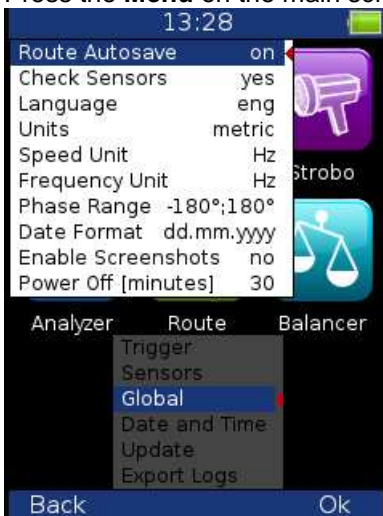 Press the Menu on the main
13:28
Route Autosave on
Check Sensors yes
Language eng
Units metric
Speed Unit Hz
Frequency Unit Hz
Phase Range -180°;180°
Date Format dd.mm.yyyy
Enable Screenshots no
Power Off [minutes] 30
Strobo
Analyzer Route Balancer
Trigger
Sensors
Global
Date and Time
Update
Export Logs
Back Ok